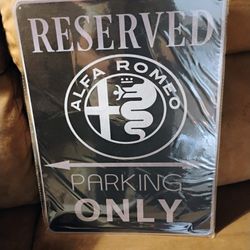 RESERVED
ALFA ROMEO
PARKING
ONLY